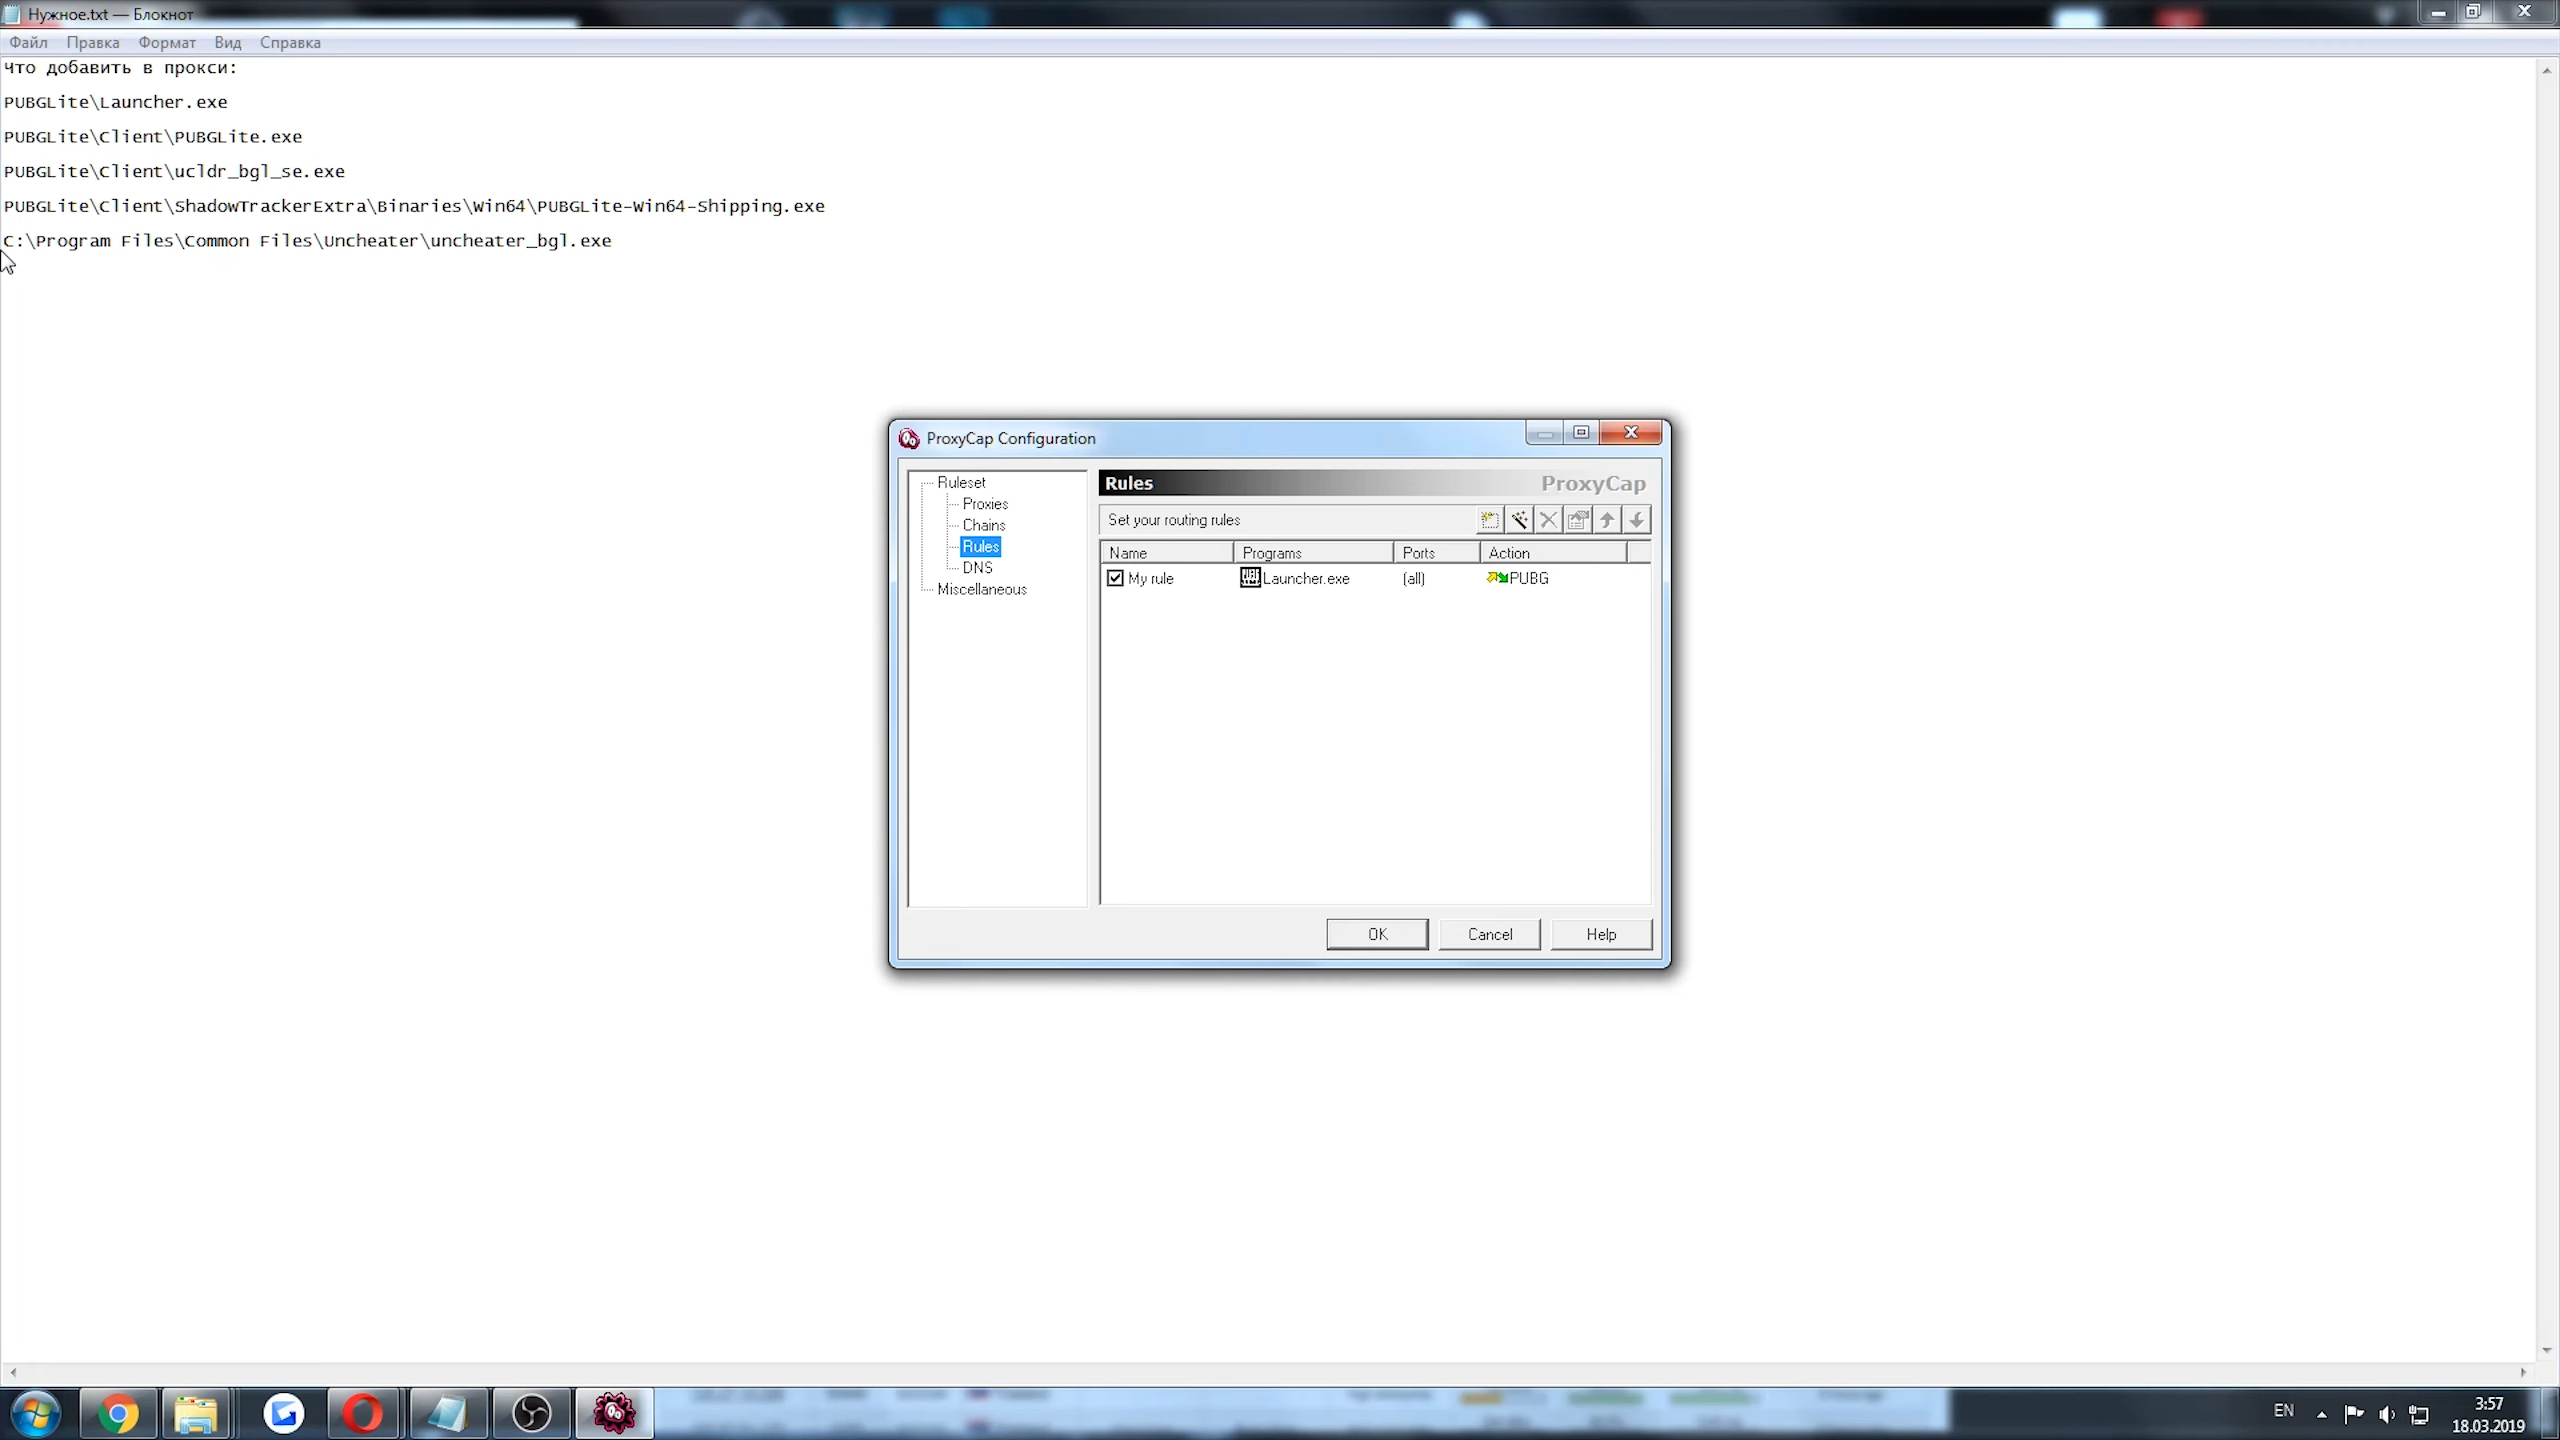 Нужное.txt — Блокнот
Файл Правка Формат Вид Справка
Что добавить в прокси:
PUBGLite\Launcher.exe
PUBGLite\Client\PUBGLite.exe
PUBGLite\Client\ucldr_bgl_se.exe
PUBGLite\Client\ShadowTrackerExtra\Binaries\Win64\PUBGLite-Win64-Shipping.exe
C:\Program Files\Common Files\Uncheater\uncheater_bgl.exe
ProxyCap Configuration
Ruleset
Proxies
Chains
Rules
DNS
Miscellaneous
Rules ProxyCap
Set your routing rules
Name Programs Ports Action
My rule Launcher.exe (all) PUBG
OK Cancel Help
EN
3:57
18.03.2019